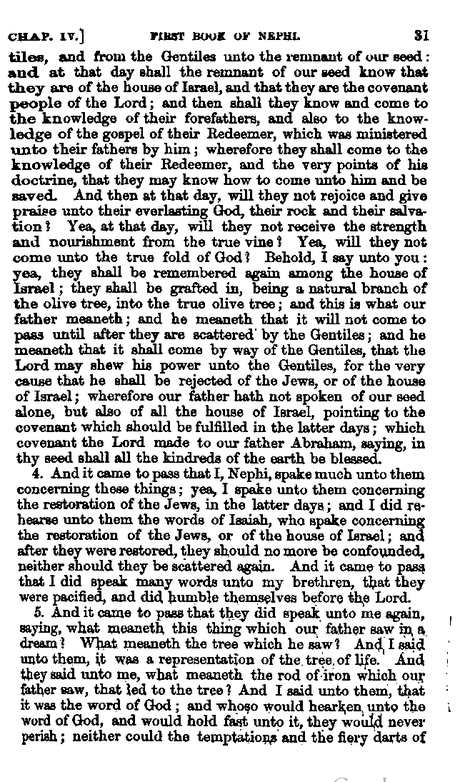 CHAP. IV.] FIRST BOOK OF NEPHI. 31
tiles, and from the Gentiles unto the remnant of our seed:
and at that day shall the remnant of our seed know that
they are of the house of Israel, and that they are the covenant
people of the Lord; and then shall they know and come to
the knowledge of their forefathers, and also to the know-
ledge of the gospel of their Redeemer, which was ministered
unto their fathers by him; wherefore they shall come to the
knowledge of their Redeemer, and the very points of his
doctrine, that they may know how to come unto him and be
saved. And then at that day, will they not rejoice and give
praise unto their everlasting God, their rock and their salva-
tion? Yea, at that day, will they not receive the strength
and nourishment from the true vine? Yea, will they not
come unto the true fold of God? Behold, I say unto you:
yea, they shall be remembered again among the house of
Israel; they shall be grafted in, being a natural branch of
the olive tree, into the true olive tree; and this is what our
father meaneth; and he meaneth that it will not come to
pass until after they are scattered by the Gentiles; and he
meaneth that it shall come by way of the Gentiles, that the
Lord may shew his power unto the Gentiles, for the very
cause that he shall be rejected of the Jews, or of the house
of Israel; wherefore our father hath not spoken of our seed
alone, but also of all the house of Israel, pointing to the
covenant which should be fulfilled in the latter days; which
covenant the Lord made to our father Abraham, saying, in
thy seed shall all the kindreds of the earth be blessed.
4. And it came to pass that I, Nephi, spake much unto them
concerning these things; yea, I spake unto them concerning
the restoration of the Jews, in the latter days; and I did re-
hearse unto them the words of Isaiah, who spake concerning
the restoration of the Jews, or of the house of Israel; and
after they were restored, they should no more be confounded,
neither should they be scattered again. And it came to pass
that I did speak many words unto my brethren, that they
were pacified, and did humble themselves before the Lord.
5. And it came to pass that they did speak unto me again,
saying, what meaneth this thing which our father saw in a
dream? What meaneth the tree which he saw? And I said
unto them, it was a representation of the tree of life. And
they said unto me, what meaneth the rod of iron which our
father saw, that led to the tree? And I said unto them, that
it was the word of God; and whoso would hearken unto the
word of God, and would hold fast unto it, they would never
perish; neither could the temptations and the fiery darts of